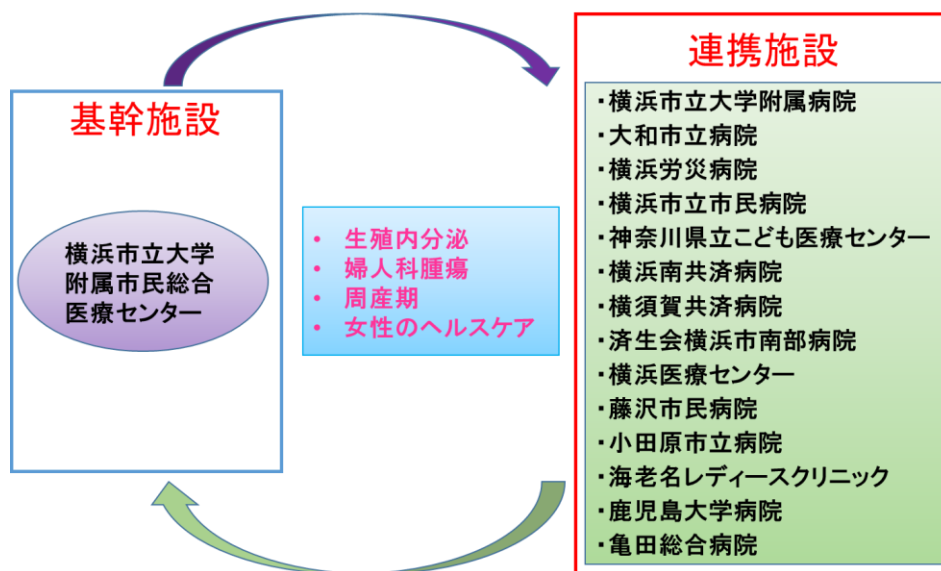 基幹施設
横浜市立大学
附属市民総合
医療センター
• 生殖内分泌
• 婦人科腫瘍
• 周産期
• 女性のヘルスケア
連携施設
・横浜市立大学附属病院
・大和市立病院
・横浜労災病院
・横浜市立市民病院
・神奈川県立こども医療センター
・横浜南共済病院
・横須賀共済病院
・済生会横浜市南部病院
・横浜医療センター
・藤沢市民病院
・小田原市立病院
・海老名レディースクリニック
・鹿児島大学病院
・亀田総合病院